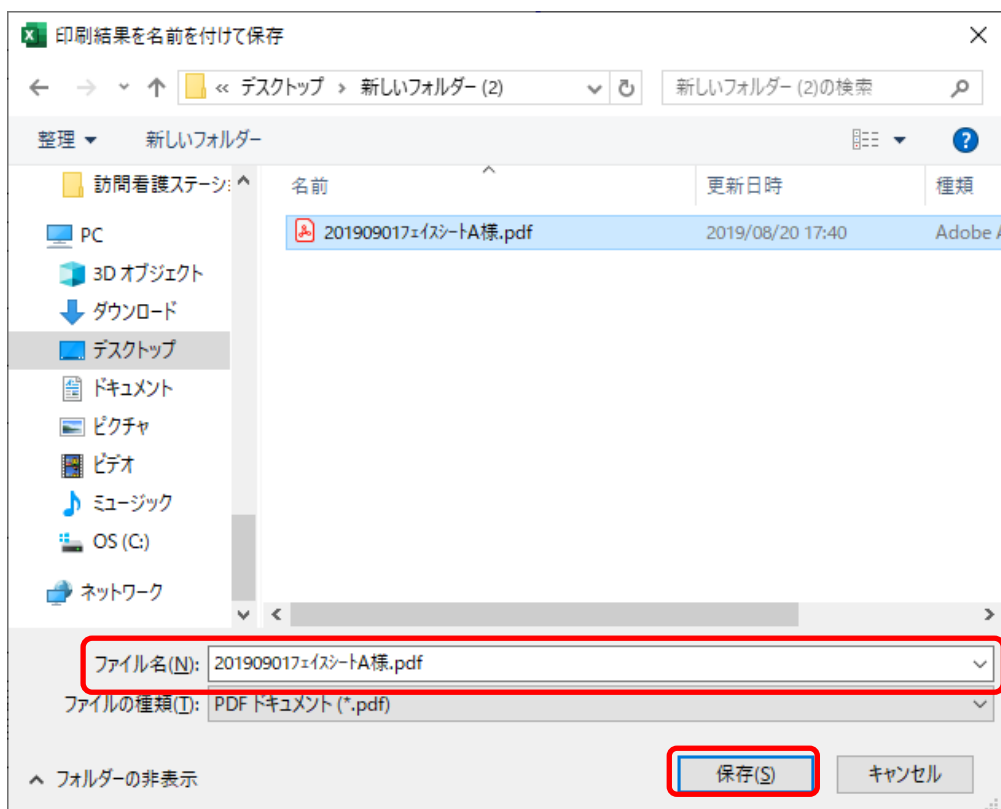 印刷結果を名前を付けて保存
« デスクトップ › 新しいフォルダー (2)
新しいフォルダー (2)の検索
整理
新しいフォルダー
訪問看護ステーショ
PC
3D オブジェクト
ダウンロード
デスクトップ
ドキュメント
ピクチャ
ビデオ
ミュージック
OS (C:)
ネットワーク
名前
更新日時
種類
201909017ｪｲｽｼｰﾄA様.pdf
2019/08/20 17:40
Adobe A
ファイル名(N):
201909017ｪｲｽｼｰﾄA様.pdf
ファイルの種類(T):
PDF ドキュメント (*.pdf)
フォルダーの非表示
保存(S)
キャンセル